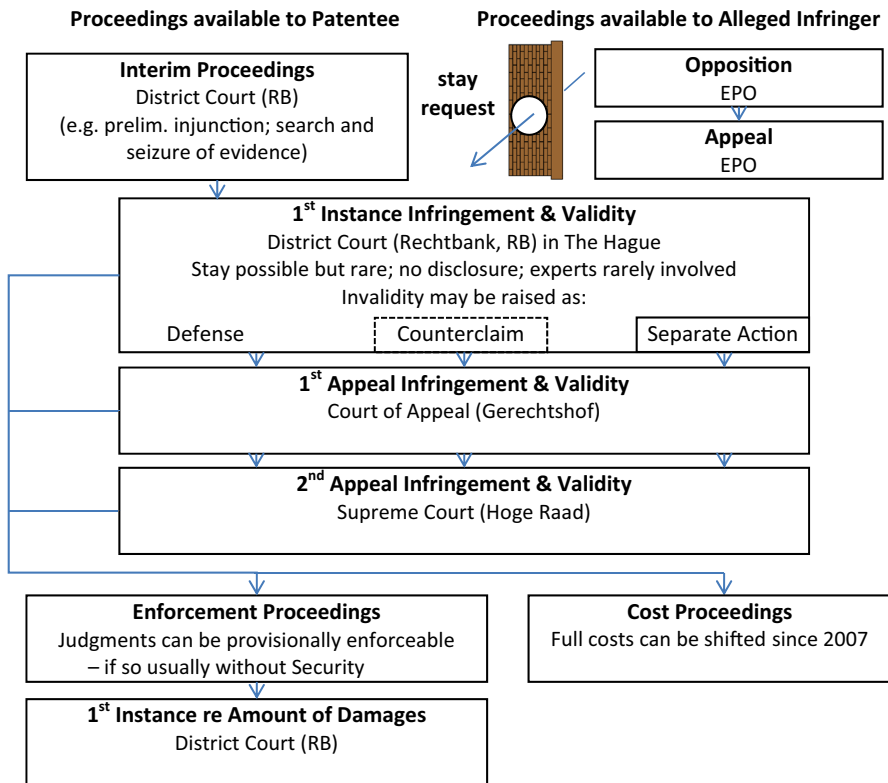 Proceedings available to Patentee
Proceedings available to Alleged Infringer
Interim Proceedings
District Court (RB)
(e.g. prelim. injunction; search and
seizure of evidence)
stay
request
Opposition
EPO
Appeal
EPO
1st Instance Infringement & Validity
District Court (Rechtbank, RB) in The Hague
Stay possible but rare; no disclosure; experts rarely involved
Invalidity may be raised as:
Defense
Counterclaim
Separate Action
1st Appeal Infringement & Validity
Court of Appeal (Gerechtshof)
2nd Appeal Infringement & Validity
Supreme Court (Hoge Raad)
Enforcement Proceedings
Judgments can be provisionally enforceable
– if so usually without Security
Cost Proceedings
Full costs can be shifted since 2007
1st Instance re Amount of Damages
District Court (RB)